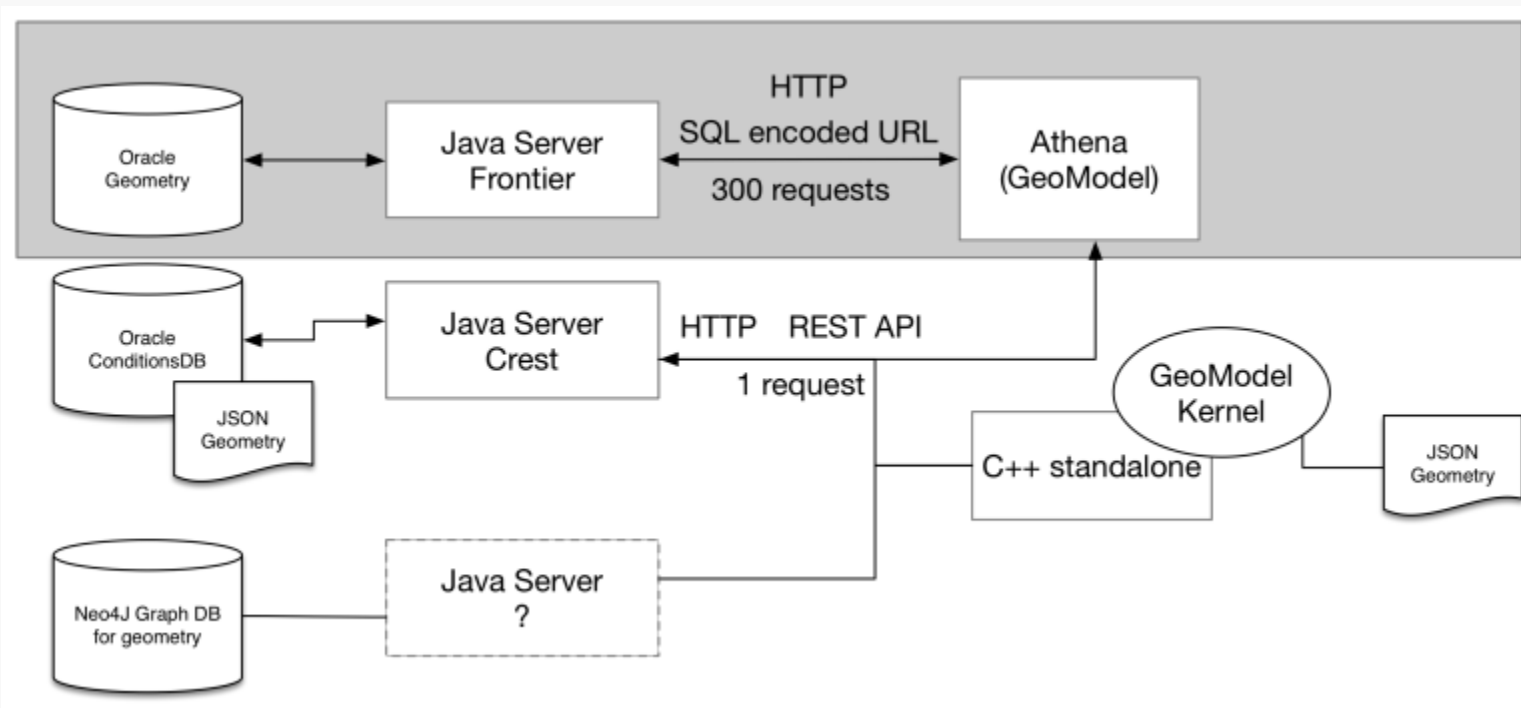 Oracle
Geometry
Java Server
Frontier
HTTP
SQL encoded URL
300 requests
Athena
(GeoModel)
Oracle
ConditionsDB
JSON
Geometry
Java Server
Crest
HTTP REST API
1 request
GeoModel
Kernel
C++ standalone
JSON
Geometry
Neo4J Graph DB
for geometry
Java Server
?